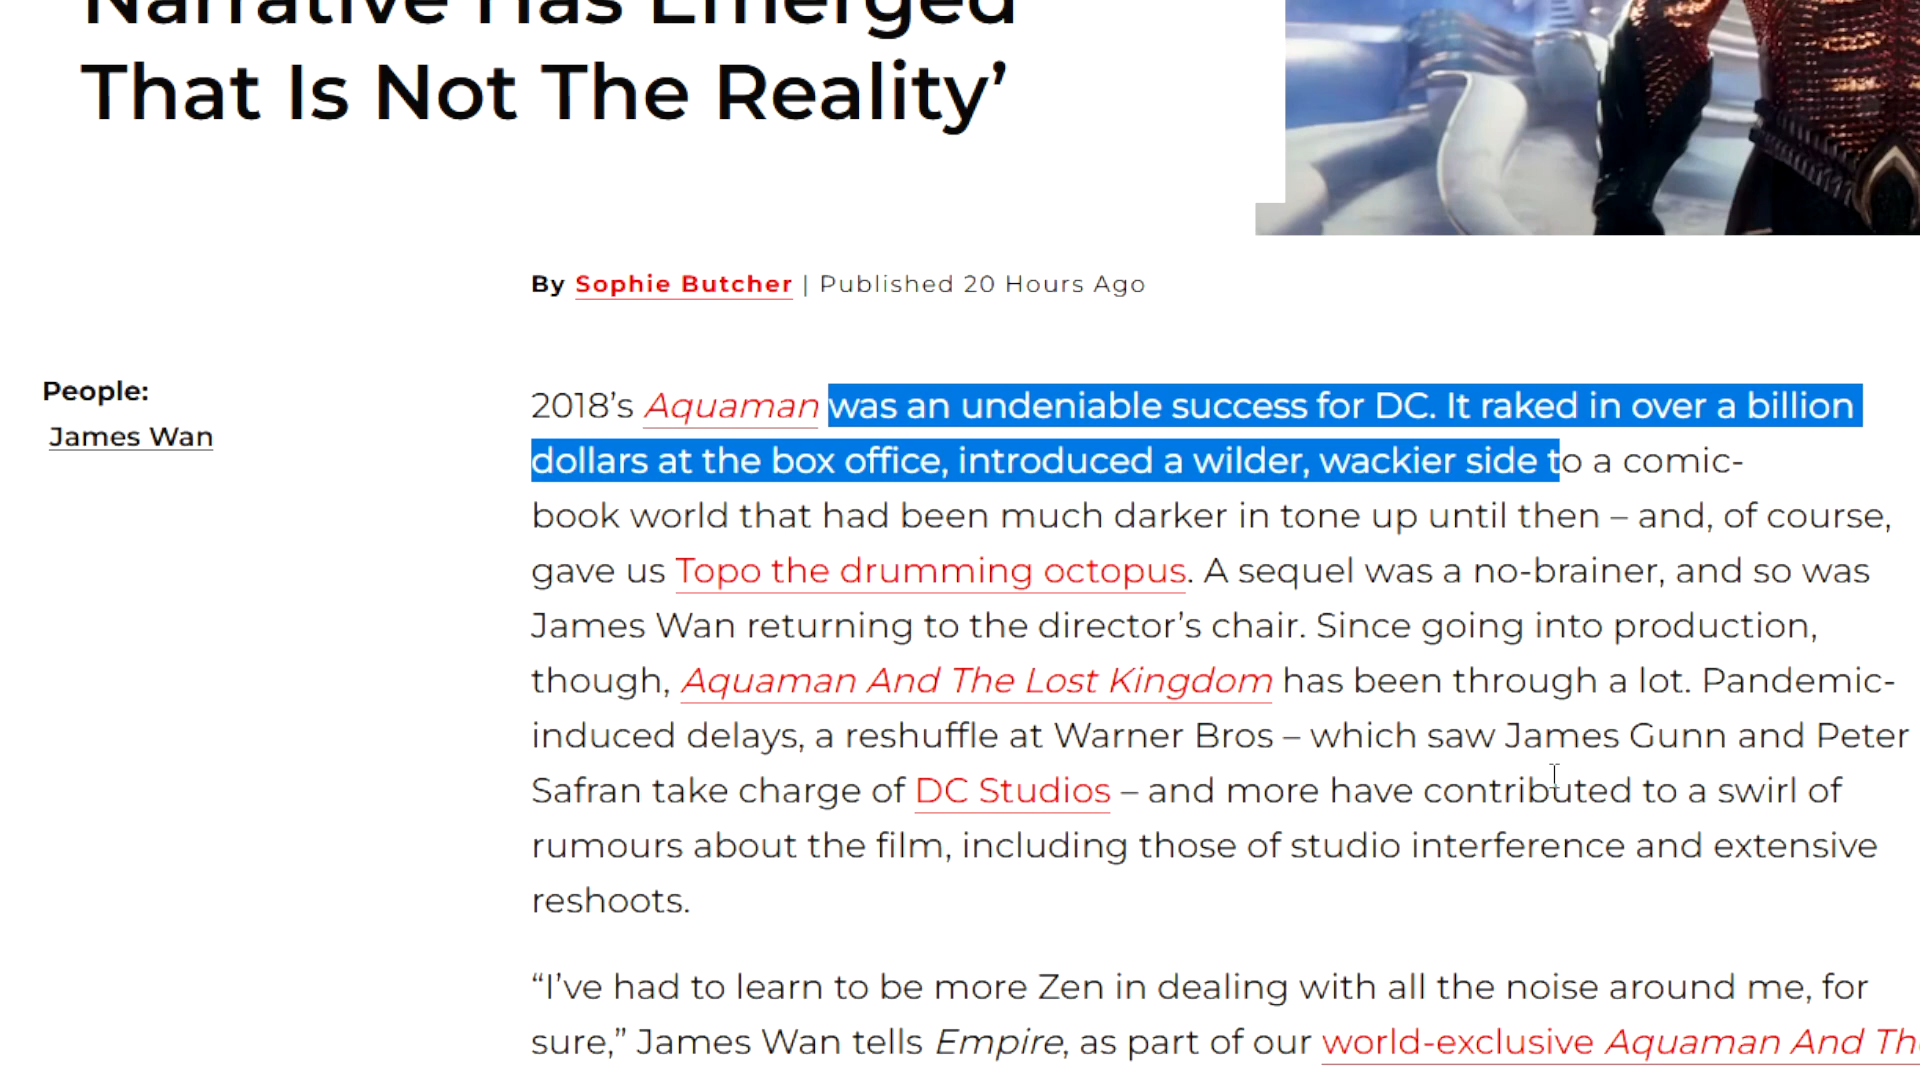 Narrative Has Emerged
That Is Not The Reality’
By Sophie Butcher | Published 20 Hours Ago
People:
James Wan
2018’s Aquaman was an undeniable success for DC. It raked in over a billion
dollars at the box office, introduced a wilder, wackier side to a comic-
book world that had been much darker in tone up until then – and, of course,
gave us Topo the drumming octopus. A sequel was a no-brainer, and so was
James Wan returning to the director’s chair. Since going into production,
though, Aquaman And The Lost Kingdom has been through a lot. Pandemic-
induced delays, a reshuffle at Warner Bros – which saw James Gunn and Peter
Safran take charge of DC Studios – and more have contributed to a swirl of
rumours about the film, including those of studio interference and extensive
reshoots.
“I’ve had to learn to be more Zen in dealing with all the noise around me, for
sure,” James Wan tells Empire, as part of our world-exclusive Aquaman And